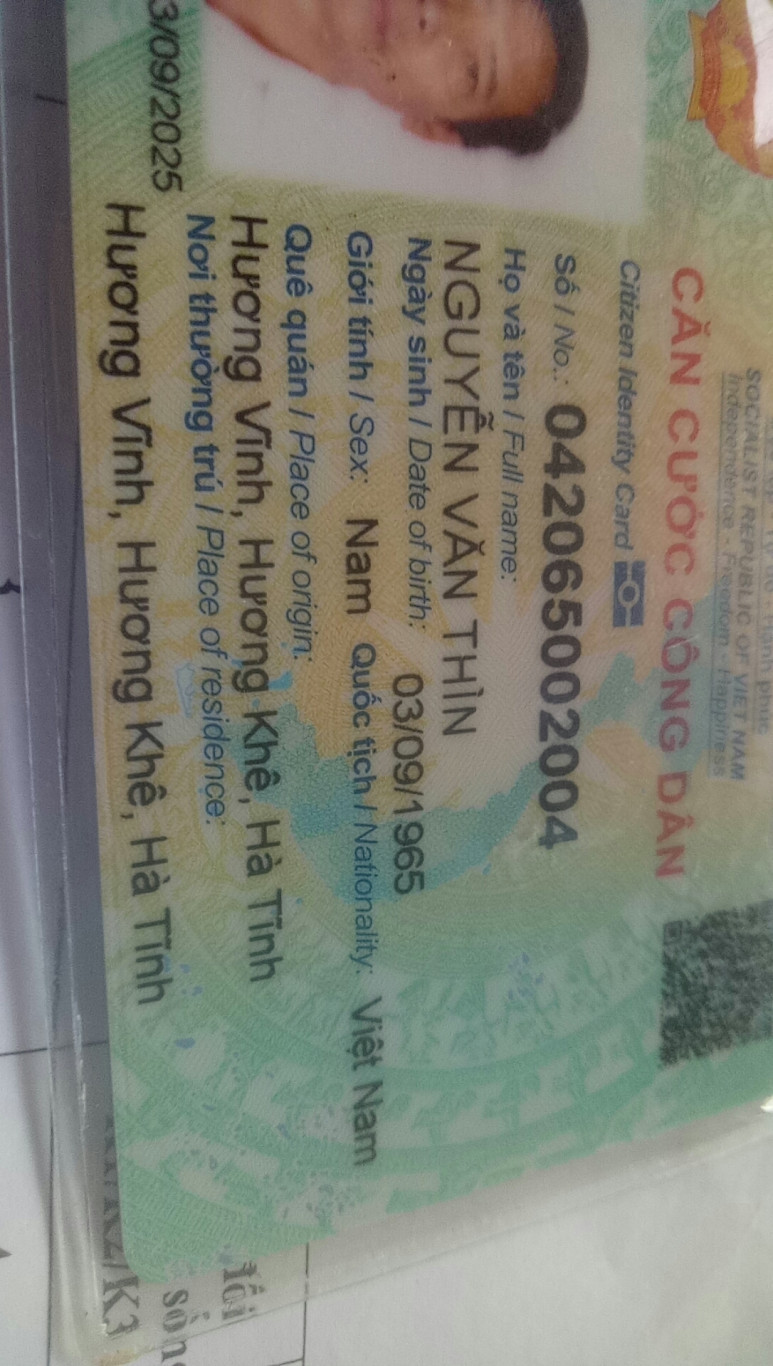 SOCIALIST REPUBLIC OF VIET NAM
Independence - Freedom - Happiness
CĂN CƯỚC CÔNG DÂN
Citizen Identity Card
Số / No.: 042065002004
Họ và tên / Full name:
NGUYỄN VĂN THÌN
Ngày sinh / Date of birth: 03/09/1965
Giới tính / Sex: Nam Quốc tịch / Nationality: Việt Nam
Quê quán / Place of origin:
Hương Vĩnh, Hương Khê, Hà Tĩnh
Nơi thường trú / Place of residence:
3/09/2025
Hương Vĩnh, Hương Khê, Hà Tĩnh